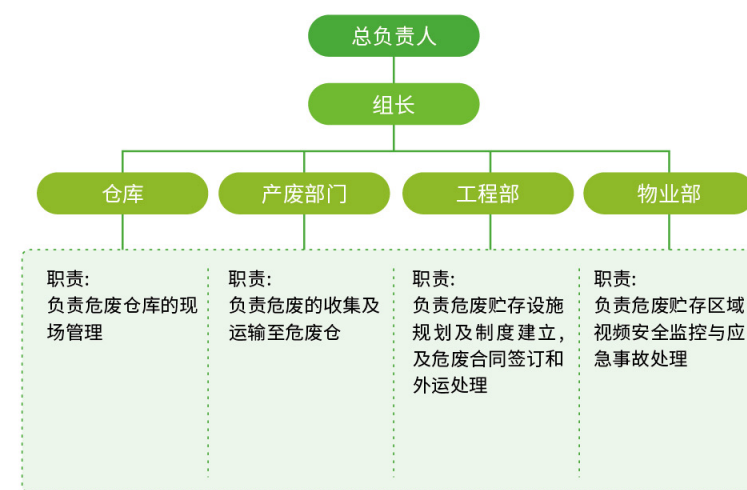 总负责人
组长
仓库
产废部门
工程部
物业部
职责:
负责危废仓库的现
场管理
职责:
负责危废的收集及
运输至危废仓
职责:
负责危废贮存设施
规划及制度建立，
及危废合同签订和
外运处理
职责:
负责危废贮存区域
视频安全监控与应
急事故处理